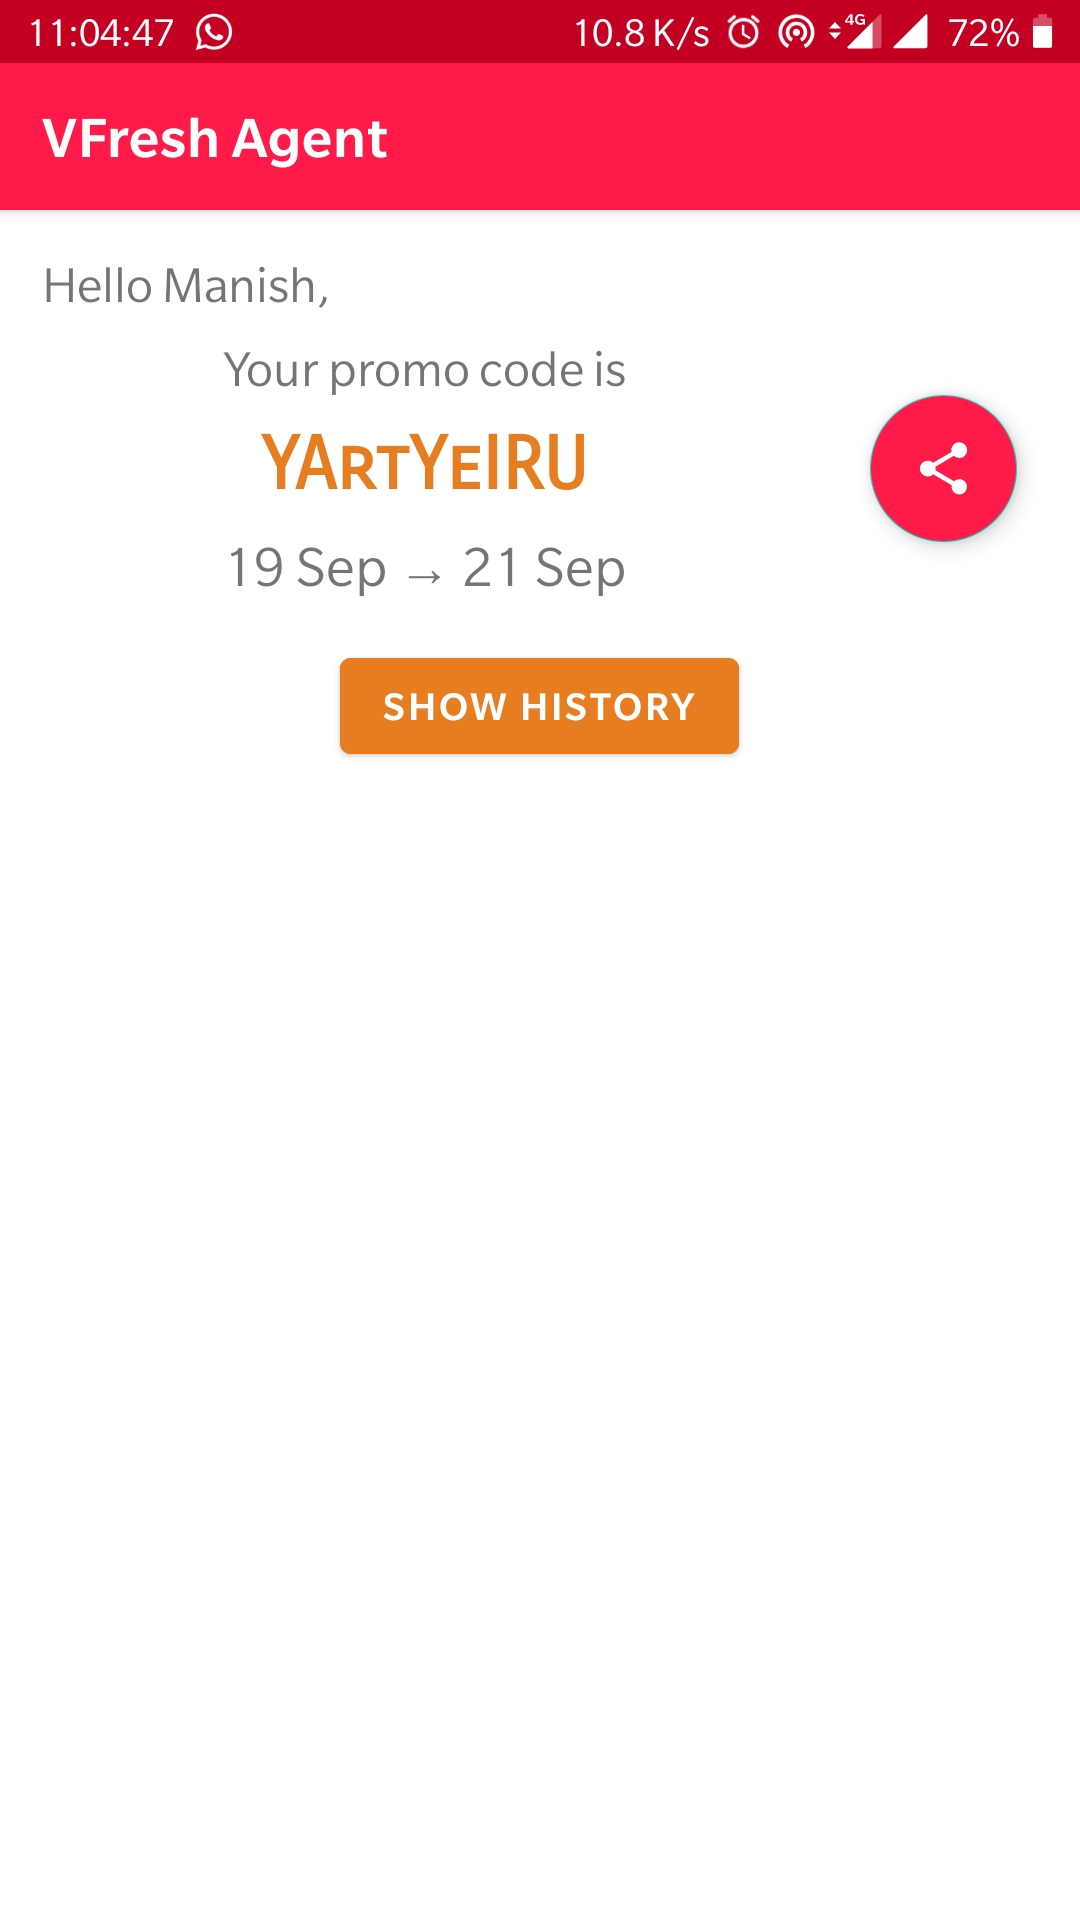 11:04:47 10.8 K/s 4G 72%
VFresh Agent
Hello Manish,
Your promo code is
YArtYeIRU
19 Sep → 21 Sep
SHOW HISTORY